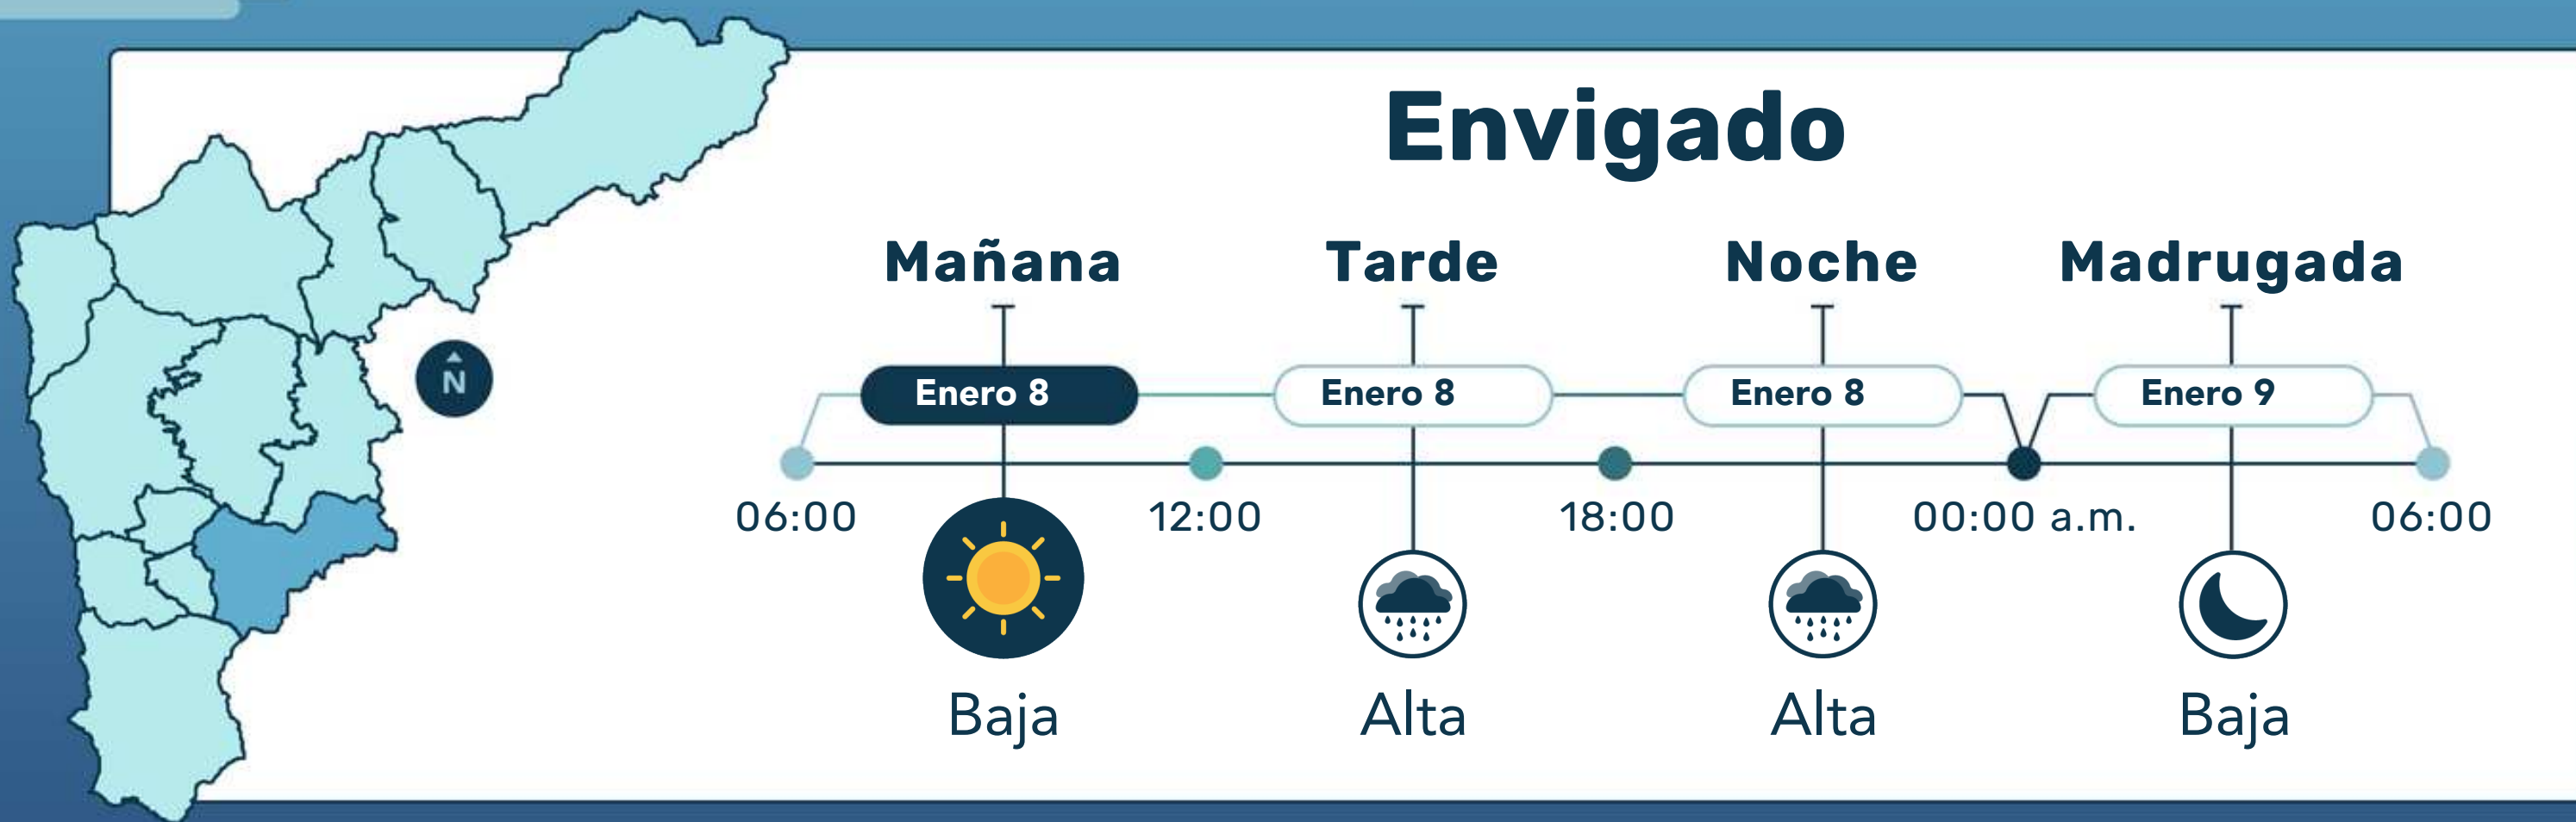 Envigado
Mañana Tarde Noche Madrugada
N
Enero 8 Enero 8 Enero 8 Enero 9
06:00 12:00 18:00 00:00 a.m. 06:00
Baja Alta Alta Baja